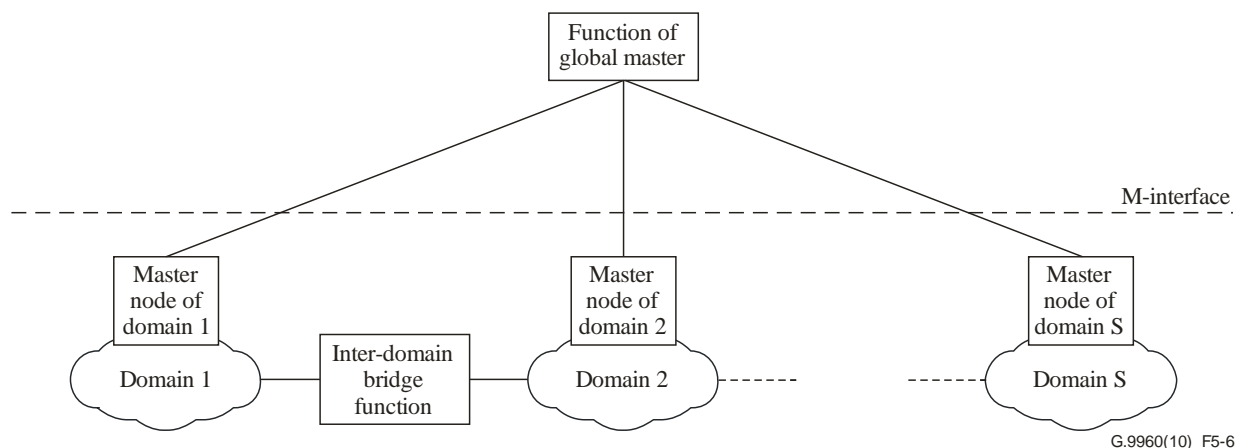 Function of
global master
M-interface
Master
node of
domain 1
Master
node of
domain 2
Master
node of
domain S
Inter-domain
bridge
function
Domain 1
Domain 2
Domain S
G.9960(10)_F5-6